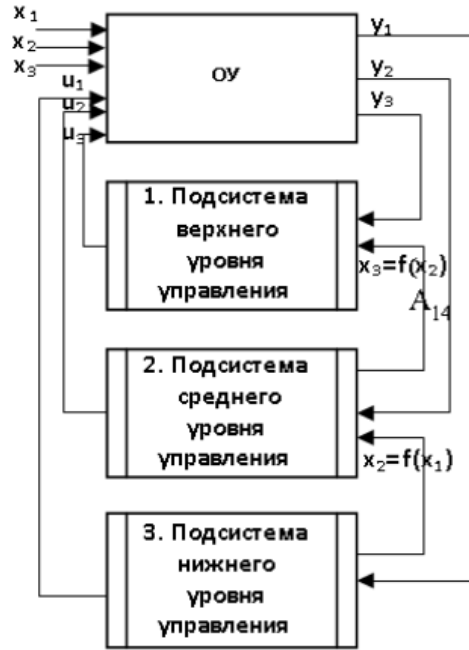 x₁
x₂
x₃
u₁
u₂
u₃
ОУ
y₁
y₂
y₃
1. Подсистема
верхнего
уровня
управления
x₃=f(x₂)
A₁₄
2. Подсистема
среднего
уровня
управления
x₂=f(x₁)
3. Подсистема
нижнего
уровня
управления